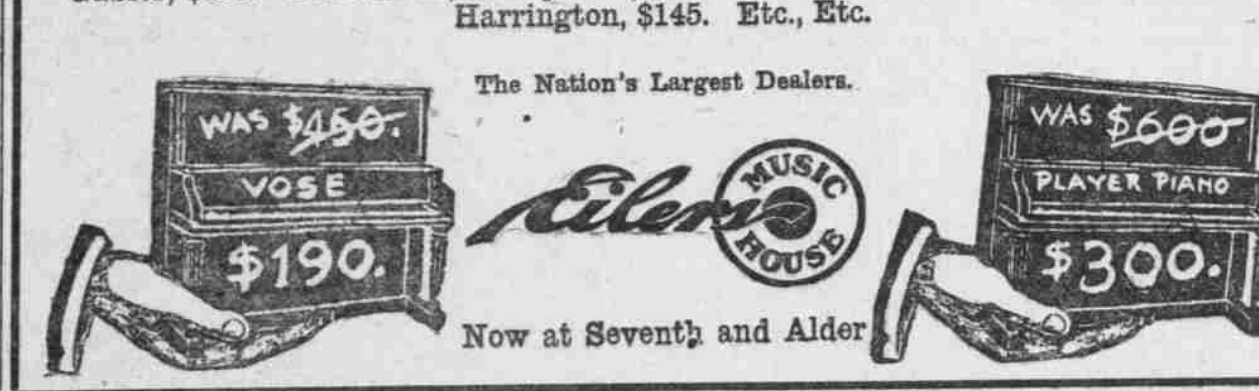 Harrington, $145. Etc., Etc.
The Nation's Largest Dealers.
WAS $450.
VOSE
$190.
Eilers
MUSIC
HOUSE
WAS $600
PLAYER PIANO
$300.
Now at Seventh and Alder